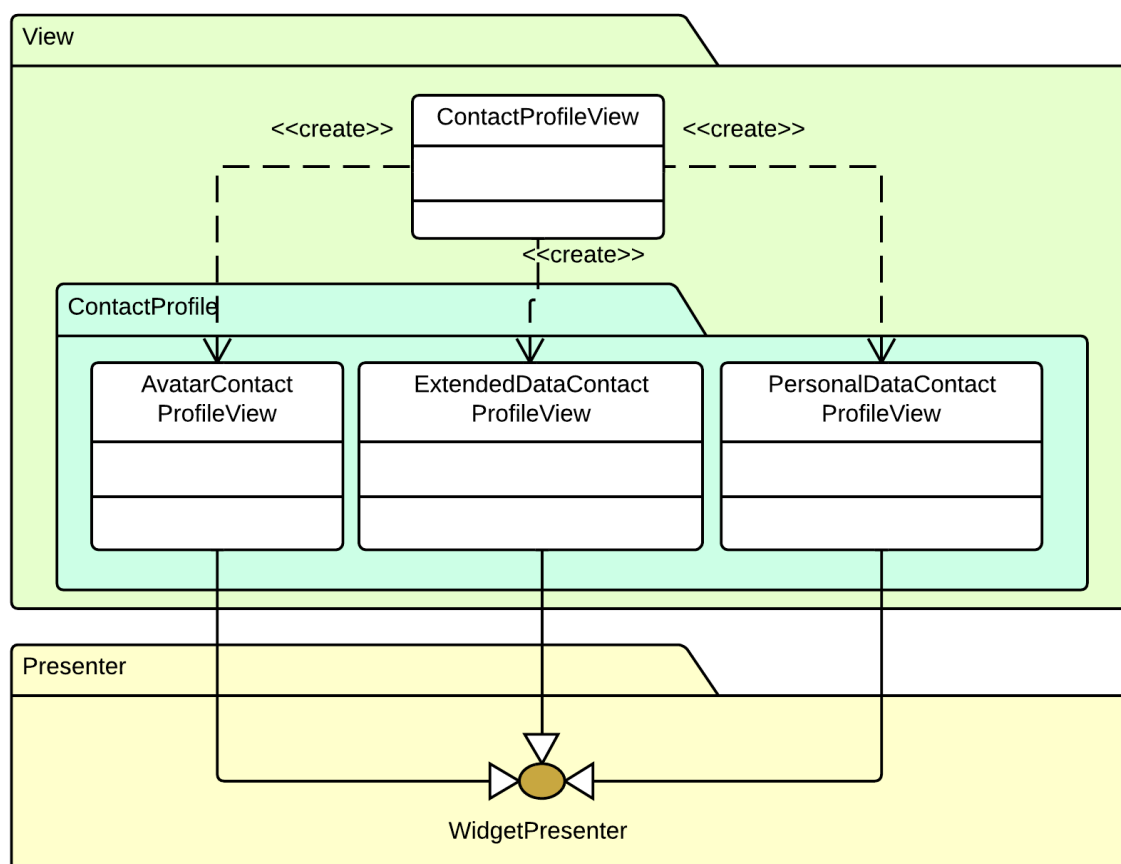 View
ContactProfileView
<<create>>
<<create>>
<<create>>
ContactProfile
AvatarContact
ProfileView
ExtendedDataContact
ProfileView
PersonalDataContact
ProfileView
Presenter
WidgetPresenter